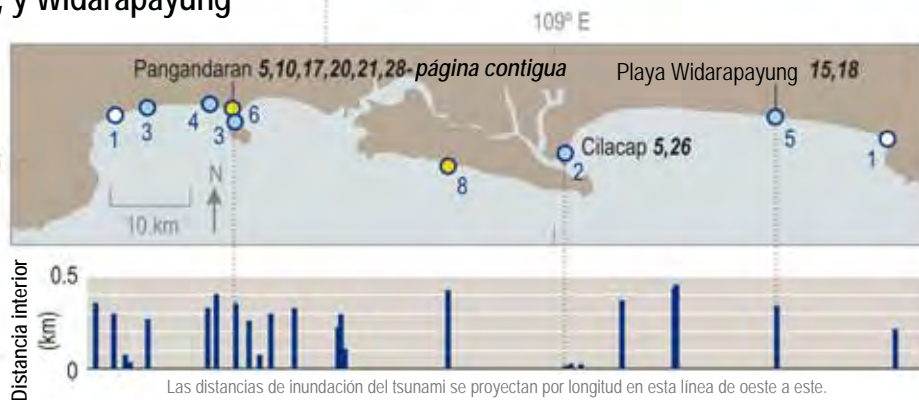 , y Widarapayung
109º E
Pangandaran 5,10,17,20,21,28-página contigua
Playa Widarapayung 15,18
1
3
4
3
6
8
2
Cilacap 5,26
5
1
N
10 km
Distancia interior
(km)
0.5
0
Las distancias de inundación del tsunami se proyectan por longitud en esta línea de oeste a este.